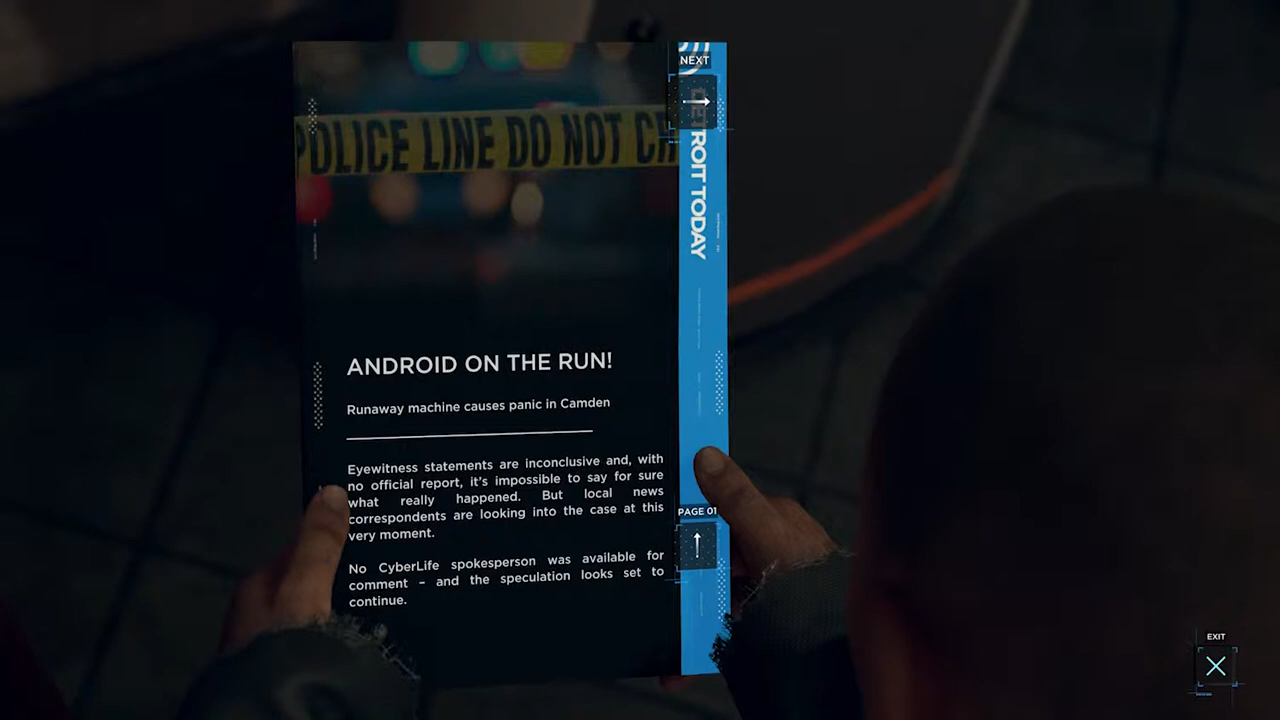 NEXT
POLICE LINE DO NOT
DETROIT TODAY
ANDROID ON THE RUN!
Runaway machine causes panic in Camden
Eyewitness statements are inconclusive and, with
no official report, it's impossible to say for sure
what really happened. But local news
correspondents are looking into the case at this
very moment.
No CyberLife spokesperson was available for
comment – and the speculation looks set to
continue.
PAGE 01
EXIT